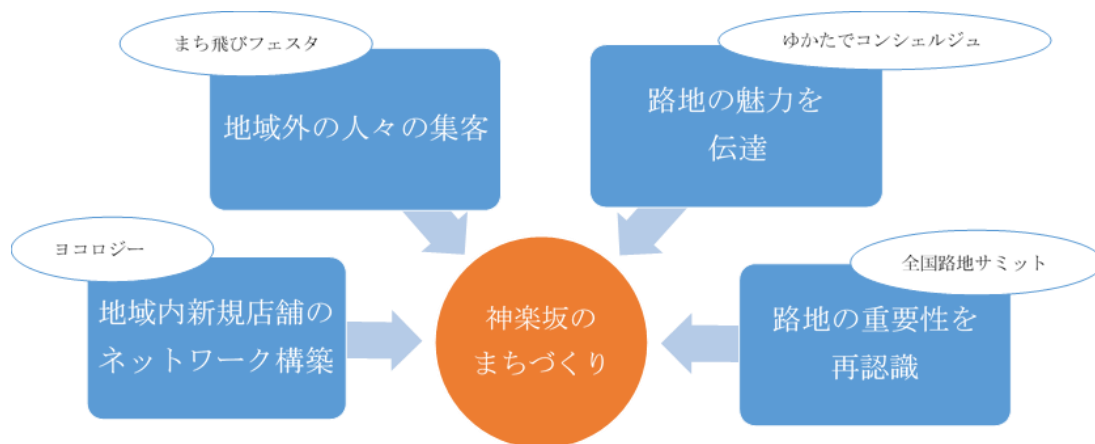 まち飛びフェスタ
地域外の人々の集客
ゆかたでコンシェルジュ
路地の魅力を
伝達
ヨコロジー
地域内新規店舗の
ネットワーク構築
神楽坂の
まちづくり
全国路地サミット
路地の重要性を
再認識